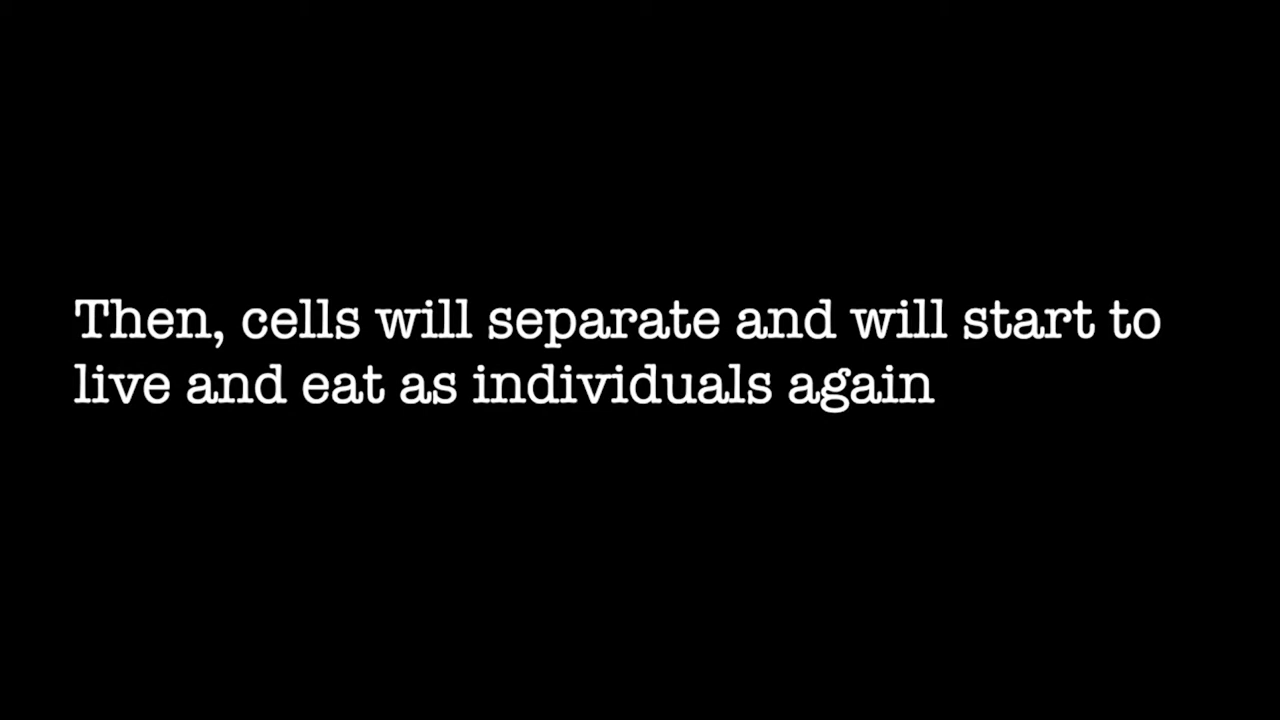 Then, cells will separate and will start to
live and eat as individuals again